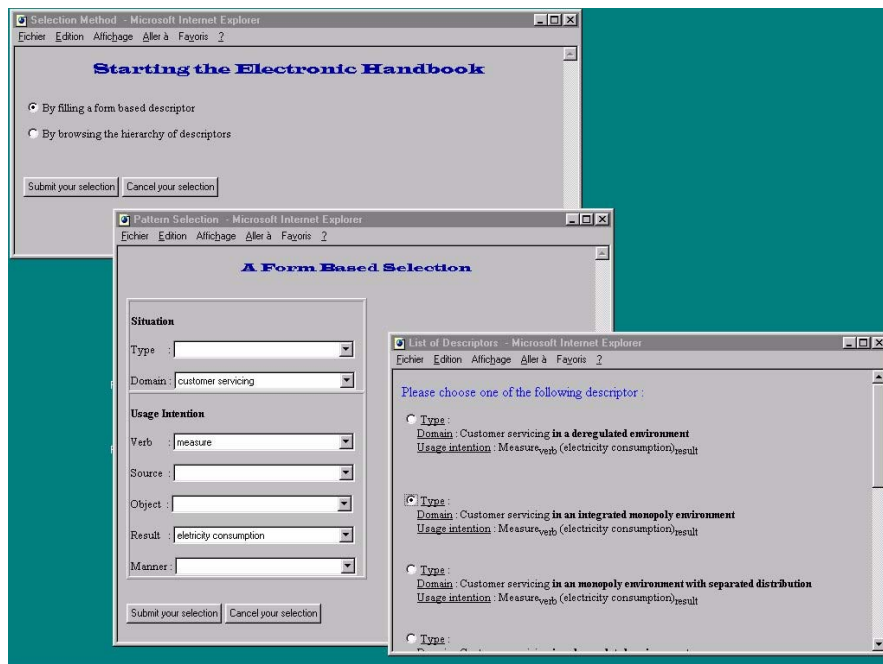 Selection Method - Microsoft Internet Explorer
Fichier Edition Affichage Aller à Favoris ?
Starting the Electronic Handbook
By filling a form based descriptor
By browsing the hierarchy of descriptors
Submit your selection Cancel your selection
Pattern Selection - Microsoft Internet Explorer
Fichier Edition Affichage Aller à Favoris ?
A Form Based Selection
Situation
Type :
Domain : customer servicing
Usage Intention
Verb : measure
Source :
Object :
Result : eletricity consumption
Manner :
Submit your selection Cancel your selection
List of Descriptors - Microsoft Internet Explorer
Fichier Edition Affichage Aller à Favoris ?
Please choose one of the following descriptor :
Type :
Domain : Customer servicing in a deregulated environment
Usage intention : Measure verb (electricity consumption) result
Type :
Domain : Customer servicing in an integrated monopoly environment
Usage intention : Measure verb (electricity consumption) result
Type :
Domain : Customer servicing in an monopoly environment with separated distribution
Usage intention : Measure verb (electricity consumption) result
Type :